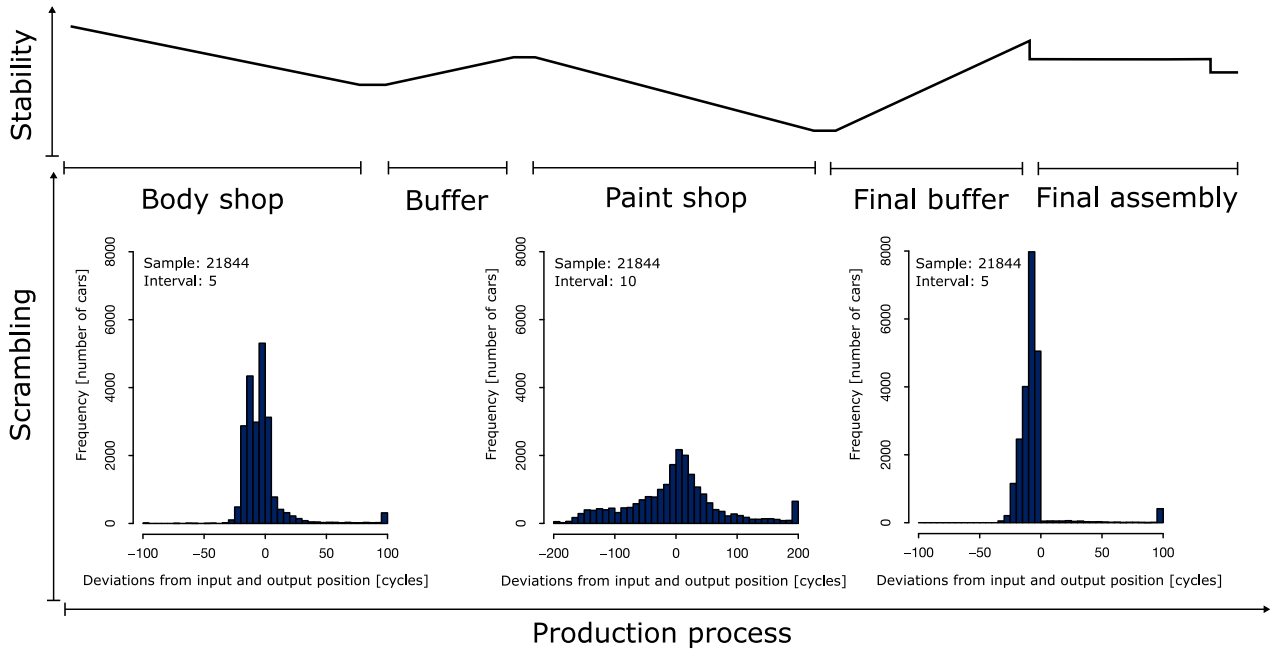 Stability
Body shop
Buffer
Paint shop
Final buffer
Final assembly
Scrambling
Frequency [number of cars]
8000
6000
4000
2000
0
Sample: 21844
Interval: 5
−100
−50
0
50
100
Deviations from input and output position [cycles]
Frequency [number of cars]
8000
6000
4000
2000
0
Sample: 21844
Interval: 10
−200
−100
0
100
200
Deviations from input and output position [cycles]
Frequency [number of cars]
8000
6000
4000
2000
0
Sample: 21844
Interval: 5
−100
−50
0
50
100
Deviations from input and output position [cycles]
Production process